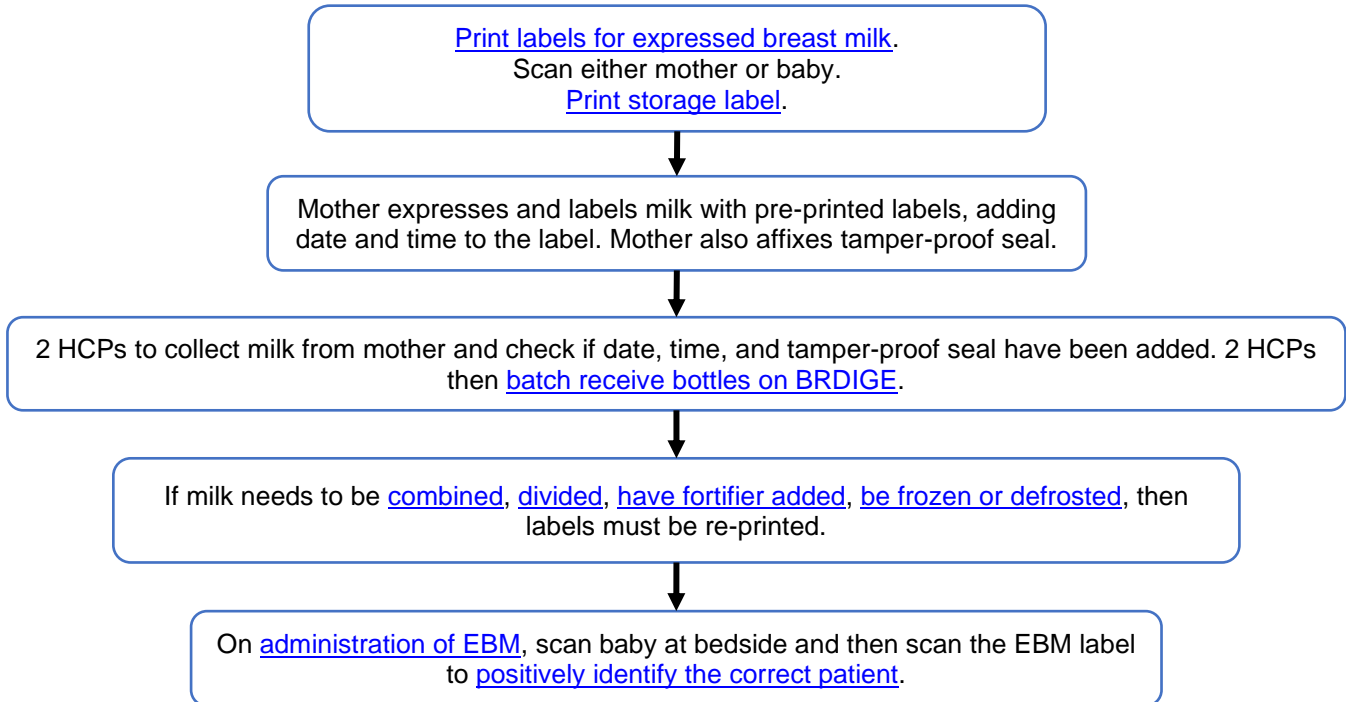 Print labels for expressed breast milk.
Scan either mother or baby.
Print storage label.
Mother expresses and labels milk with pre-printed labels, adding
date and time to the label. Mother also affixes tamper-proof seal.
2 HCPs to collect milk from mother and check if date, time, and tamper-proof seal have been added. 2 HCPs
then batch receive bottles on BRDIGE.
If milk needs to be combined, divided, have fortifier added, be frozen or defrosted, then
labels must be re-printed.
On administration of EBM, scan baby at bedside and then scan the EBM label
to positively identify the correct patient.